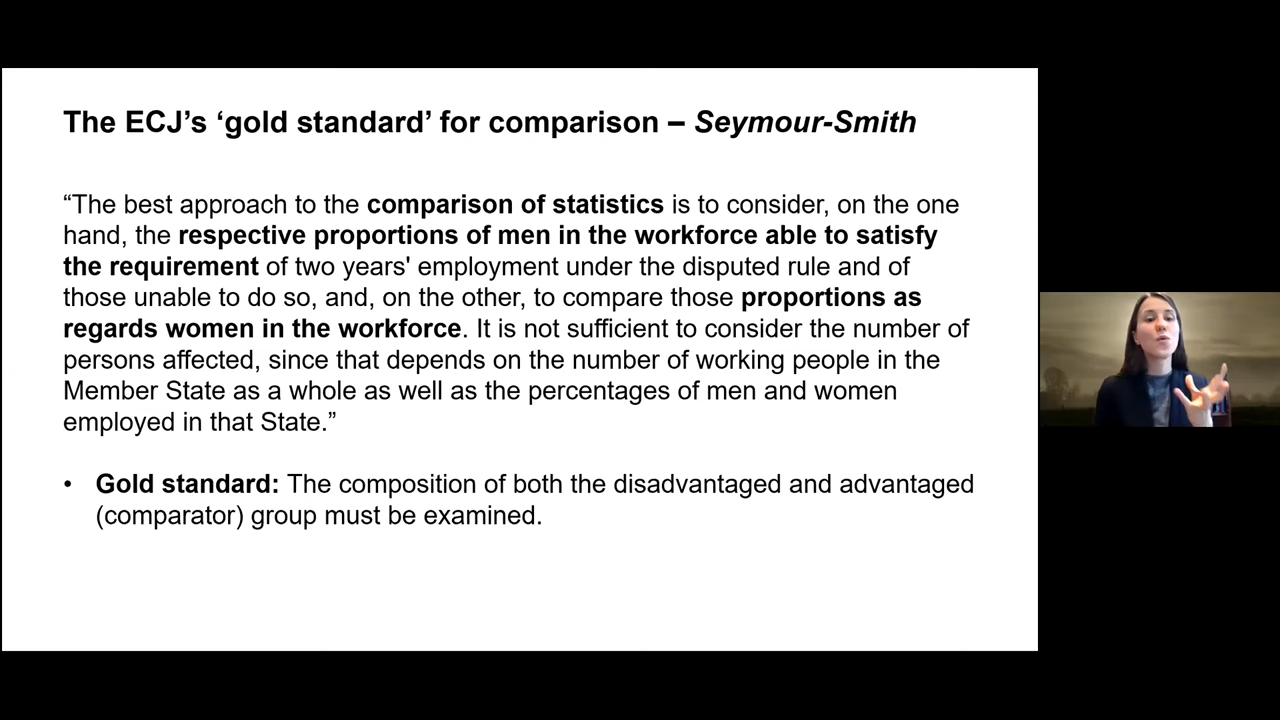 The ECJ’s ‘gold standard’ for comparison – Seymour-Smith
“The best approach to the comparison of statistics is to consider, on the one
hand, the respective proportions of men in the workforce able to satisfy
the requirement of two years' employment under the disputed rule and of
those unable to do so, and, on the other, to compare those proportions as
regards women in the workforce. It is not sufficient to consider the number of
persons affected, since that depends on the number of working people in the
Member State as a whole as well as the percentages of men and women
employed in that State.”
• Gold standard: The composition of both the disadvantaged and advantaged
(comparator) group must be examined.